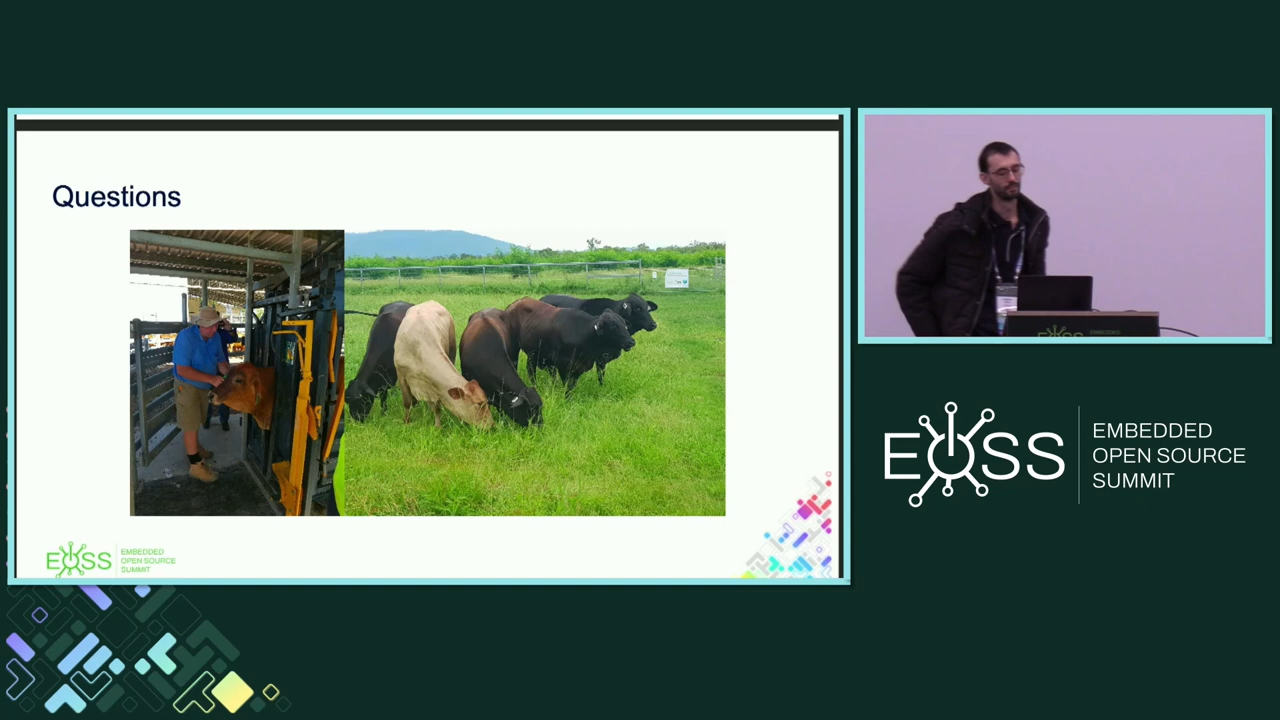 Questions
EOSS
EMBEDDED
OPEN SOURCE
SUMMIT
EOSS
EMBEDDED
OPEN SOURCE
SUMMIT